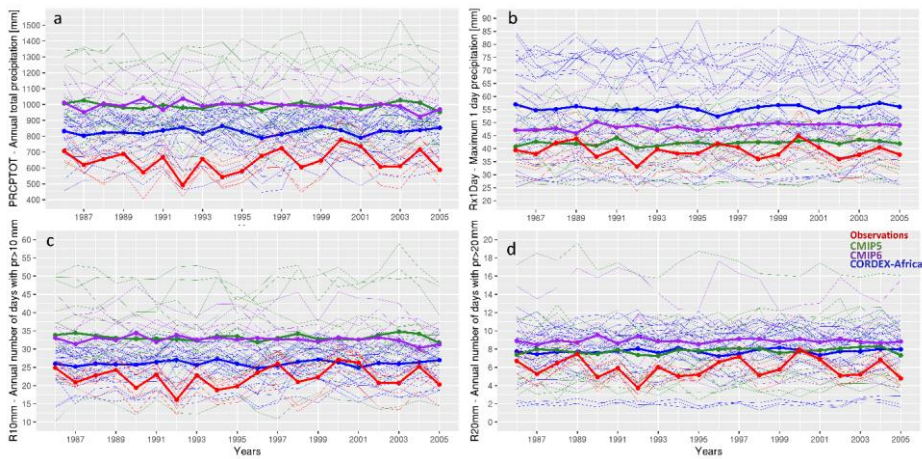 a
PRCPTOT - Annual total precipitation [mm]
1500
1400
1300
1200
1100
1000
900
800
700
600
500
400
1987 1989 1991 1993 1995 1997 1999 2001 2003 2005
b
Rx1Day - Maximum 1 day precipitation [mm]
90
85
80
75
70
65
60
55
50
45
40
35
30
25
20
1987 1989 1991 1993 1995 1997 1999 2001 2003 2005
c
R10mm - Annual number of days with pr>10 mm
60
55
50
45
40
35
30
25
20
15
10
1987 1989 1991 1993 1995 1997 1999 2001 2003 2005
Years
d
R20mm - Annual number of days with pr>20mm
20
18
16
14
12
10
8
6
4
2
0
Observations
CMIP5
CMIP6
CORDEX-Africa
1987 1989 1991 1993 1995 1997 1999 2001 2003 2005
Years